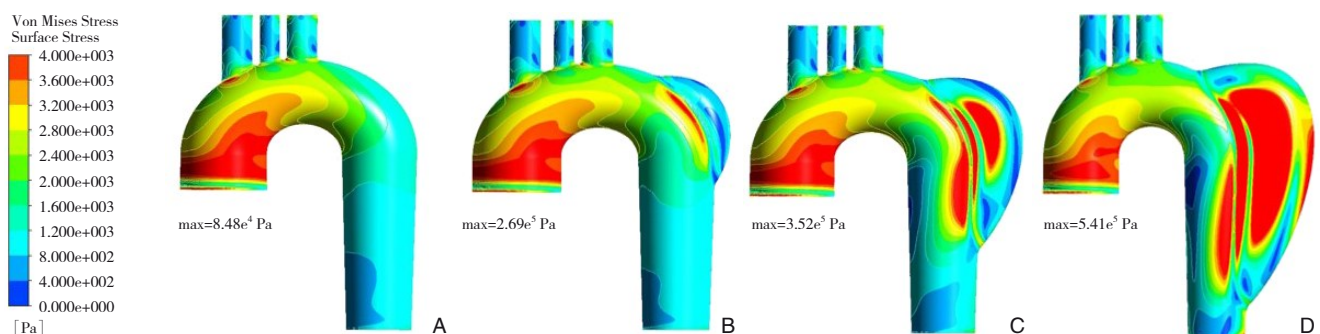 Von Mises Stress
Surface Stress
4.000e+003
3.600e+003
3.200e+003
2.800e+003
2.400e+003
2.000e+003
1.600e+003
1.200e+003
8.000e+002
4.000e+002
0.000e+000
[Pa]
max=8.48e⁴ Pa
A
max=2.69e⁵ Pa
B
max=3.52e⁵ Pa
C
max=5.41e⁵ Pa
D